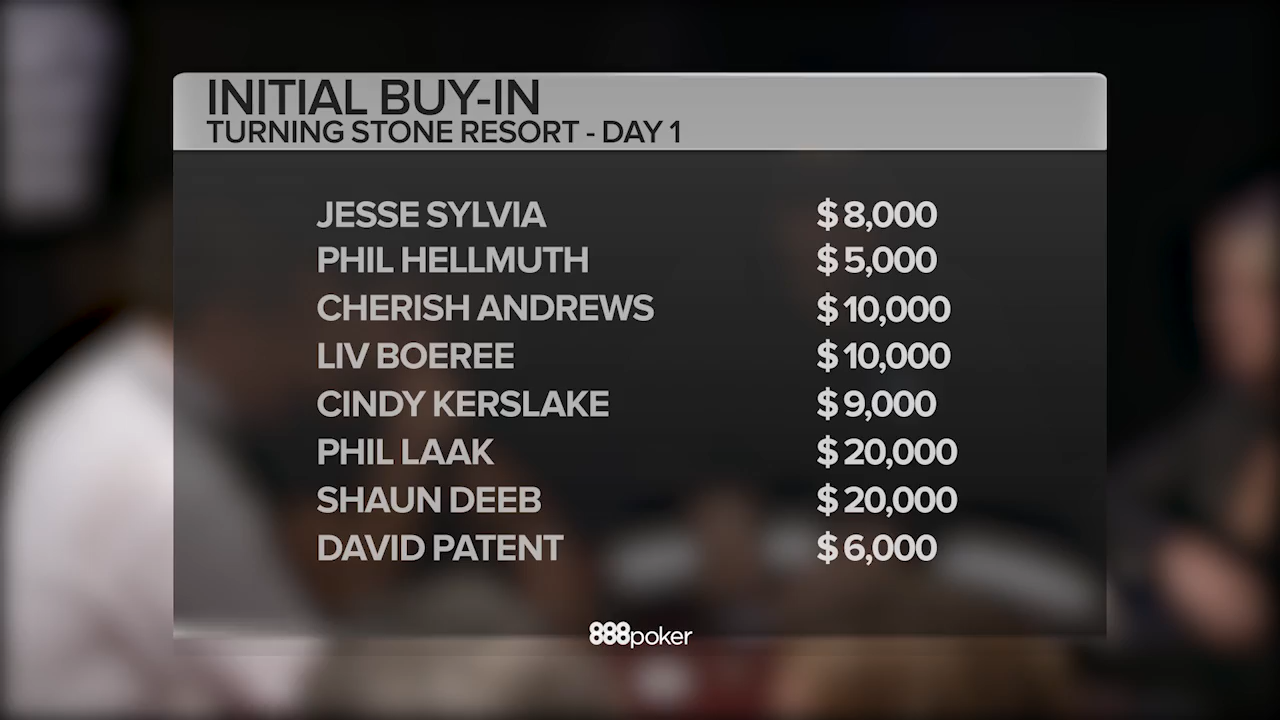 INITIAL BUY-IN
TURNING STONE RESORT - DAY 1
JESSE SYLVIA $8,000
PHIL HELLMUTH $5,000
CHERISH ANDREWS $10,000
LIV BOEREE $10,000
CINDY KERSLAKE $9,000
PHIL LAAK $20,000
SHAUN DEEB $20,000
DAVID PATENT $6,000
888poker